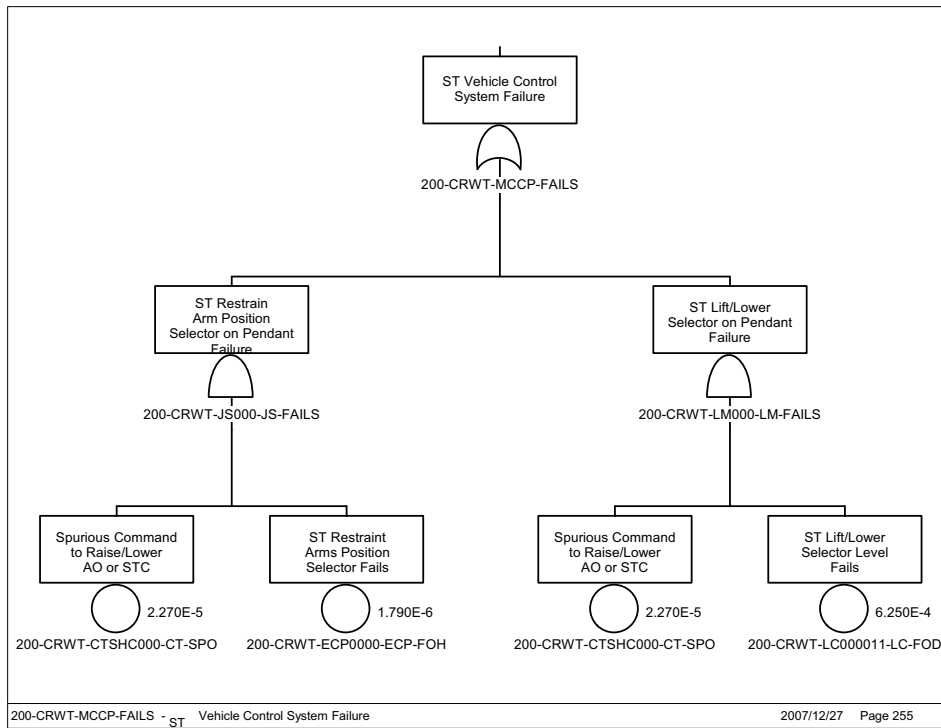 ST Vehicle Control
System Failure
200-CRWT-MCCP-FAILS
ST Restrain
Arm Position
Selector on Pendant
Failure
200-CRWT-JS000-JS-FAILS
ST Lift/Lower
Selector on Pendant
Failure
200-CRWT-LM000-LM-FAILS
Spurious Command
to Raise/Lower
AO or STC
2.270E-5
200-CRWT-CTSHC000-CT-SPO
ST Restraint
Arms Position
Selector Fails
1.790E-6
200-CRWT-ECP0000-ECP-FOH
Spurious Command
to Raise/Lower
AO or STC
2.270E-5
200-CRWT-CTSHC000-CT-SPO
ST Lift/Lower
Selector Level
Fails
6.250E-4
200-CRWT-LC000011-LC-FOD
200-CRWT-MCCP-FAILS - ST Vehicle Control System Failure 2007/12/27 Page 255